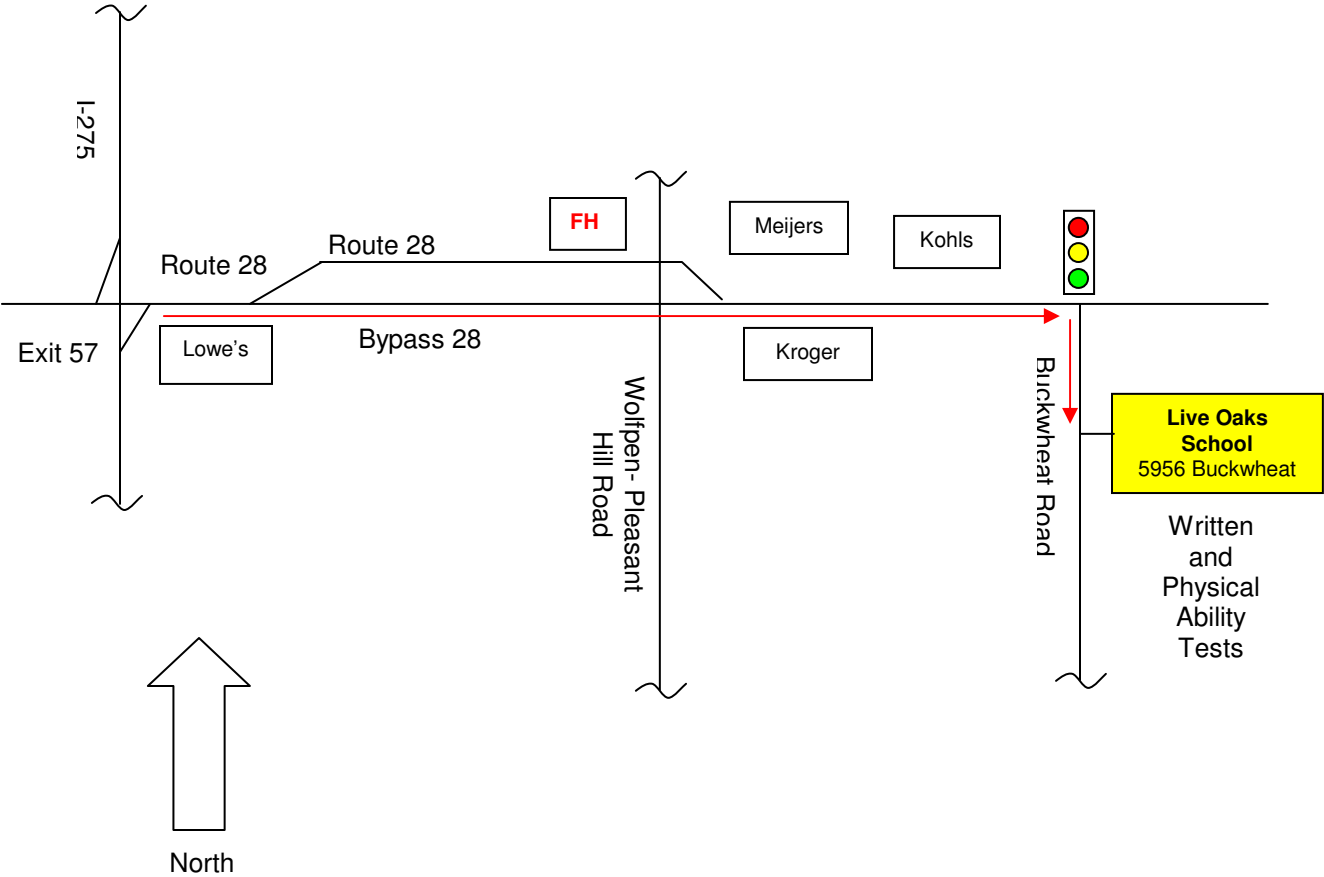 I-275
Route 28
Route 28
FH
Meijers
Kohls
Exit 57
Lowe's
Bypass 28
Kroger
Wolfpen- Pleasant
Hill Road
Buckwheat Road
Live Oaks
School
5956 Buckwheat
Written
and
Physical
Ability
Tests
North